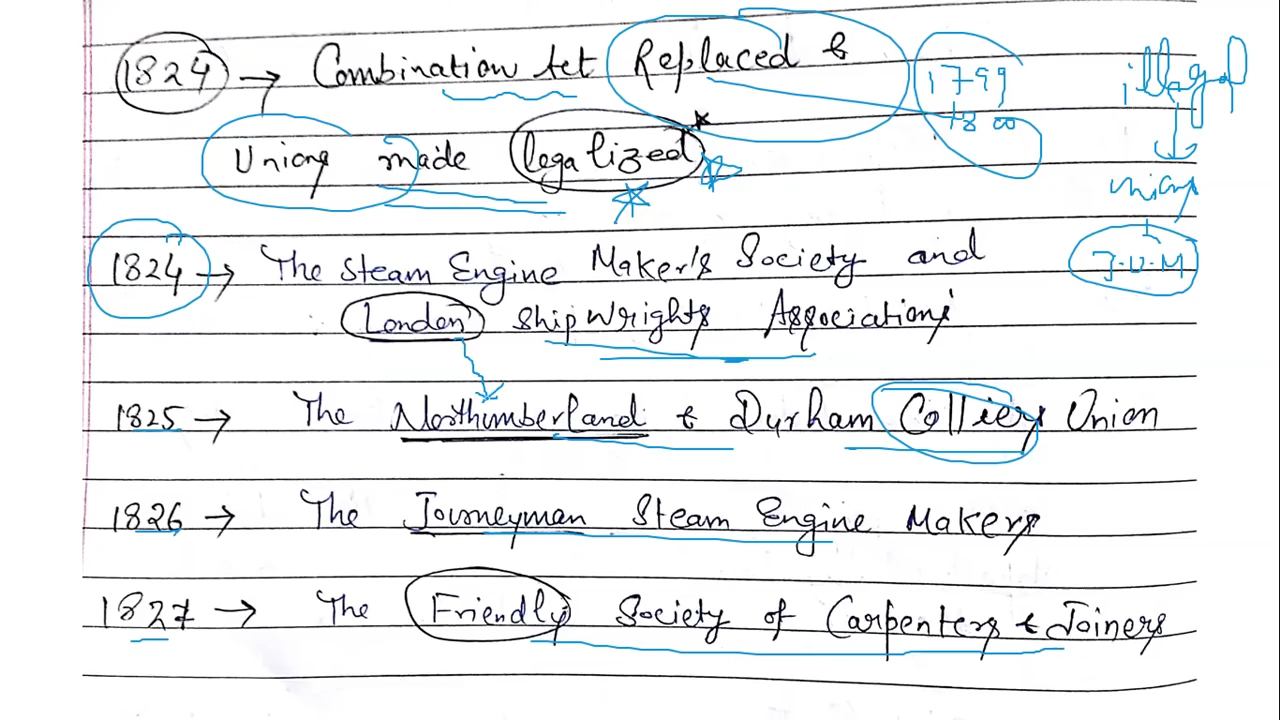 1824 → Combination Act Replaced &
1799
1800
illegal
↓
Unions made legalized*
unions
J.U.M
1824 → The Steam Engine Maker's Society and
London Shipwrights Associations
1825 → The Northumberland & Durham Colliery Union
1826 → The Journeyman Steam Engine Makers
1827 → The Friendly Society of Carpenters & Joiners